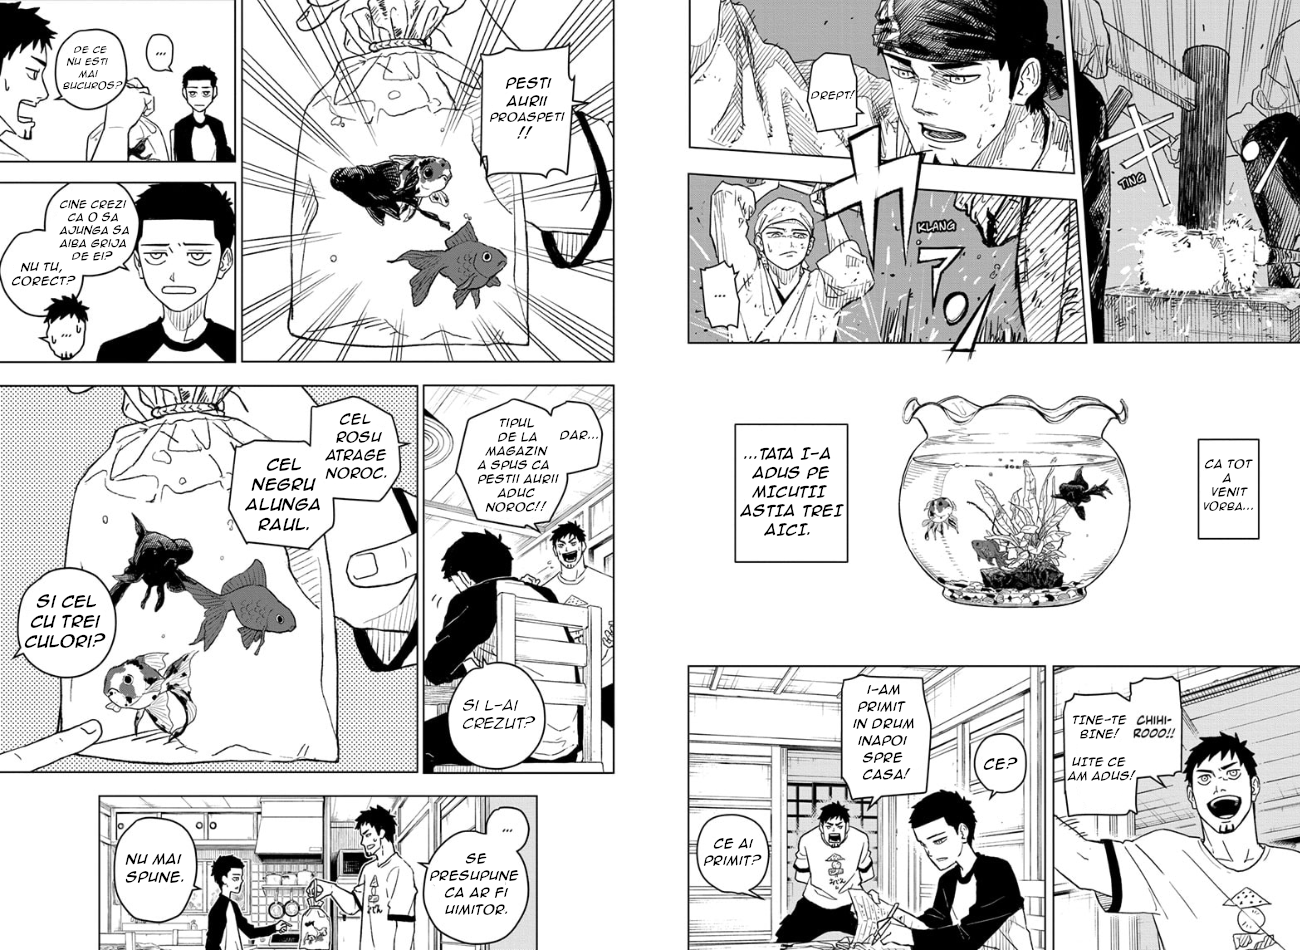 DREPT!
TING
KLANG
...
CA TOT
A
VENIT
VORBA...
...TATA I-A
ADUS PE
MICUTII
ASTIA TREI
AICI.
CHIHI-
ROOO!!
TINE-TE
BINE!
UITE CE
AM ADUS!
CE?
I-AM
PRIMIT
IN DRUM
INAPOI
SPRE
CASA!
CE AI
PRIMIT?
PESTI
AURII
PROASPETI
!!
...
DE CE
NU ESTI
MAI
BUCUROS?
CINE CREZI
CA O SA
AJUNGA SA
AIBA GRIJA
DE EI?
NU TU,
CORECT?
...
DAR...
TIPUL
DE LA
MAGAZIN
A SPUS CA
PESTII AURII
ADUC
NOROC!!
SI L-AI
CREZUT?
CEL
ROSU
ATRAGE
NOROC.
CEL
NEGRU
ALUNGA
RAUL.
SI CEL
CU TREI
CULORI?
...
SE
PRESUPUNE
CA AR FI
UIMITOR.
NU MAI
SPUNE.